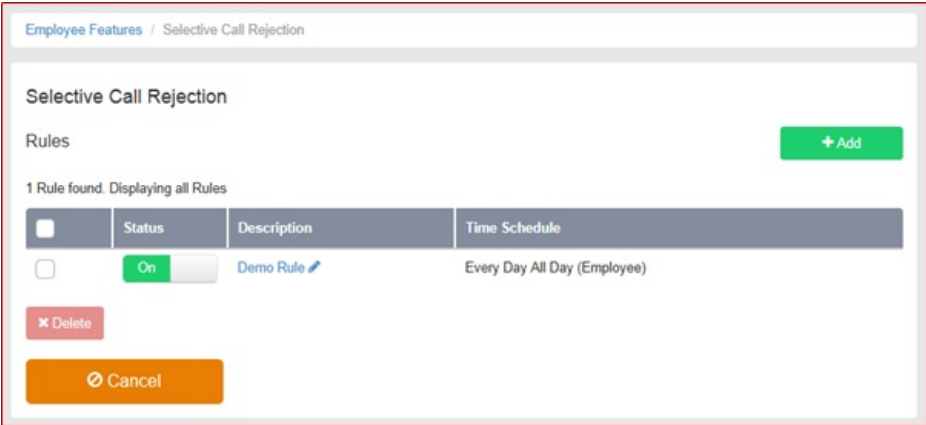 Employee Features / Selective Call Rejection
Selective Call Rejection
Rules
+ Add
1 Rule found. Displaying all Rules
Status Description Time Schedule
On Demo Rule Every Day All Day (Employee)
× Delete
Cancel